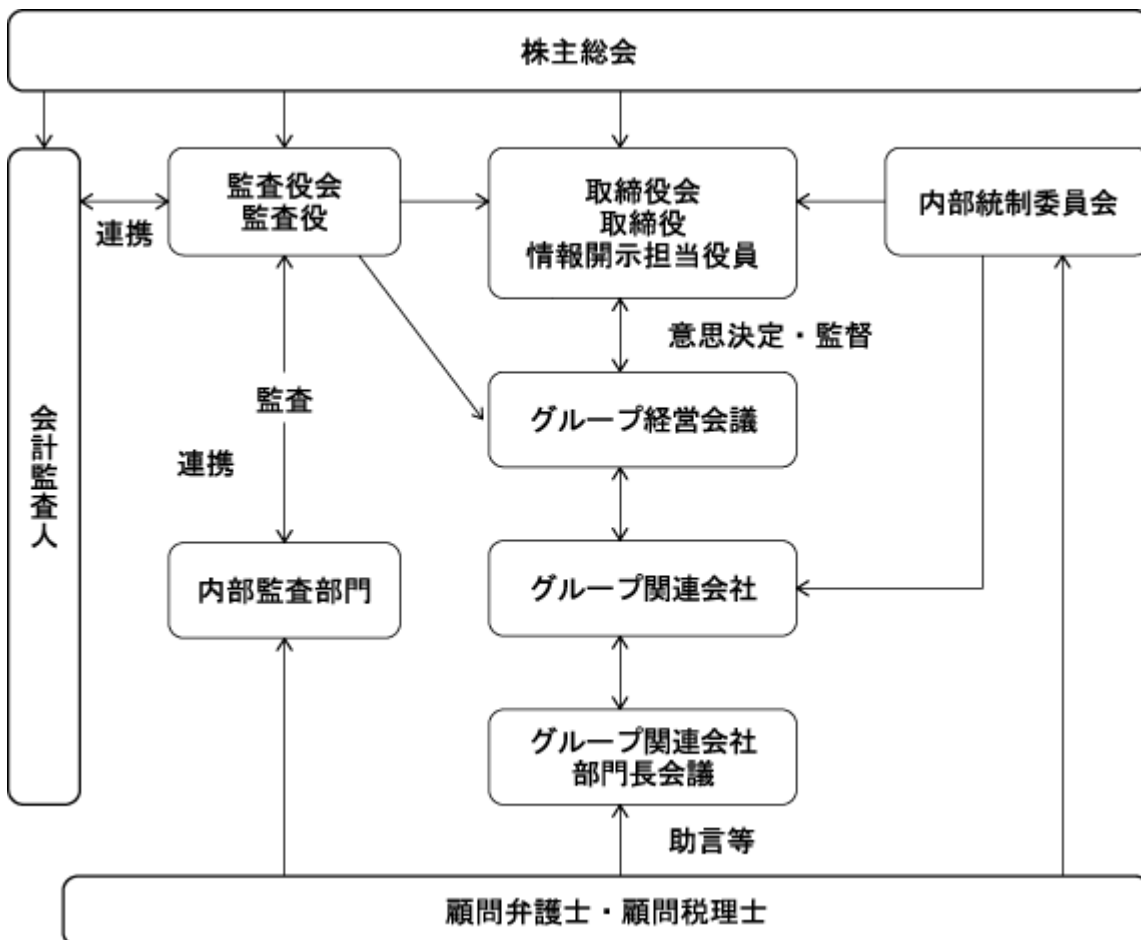 株主総会
監査役会
監査役
取締役会
取締役
情報開示担当役員
内部統制委員会
連携
意思決定・監督
会計監査人
監査
グループ経営会議
連携
内部監査部門
グループ関連会社
グループ関連会社
部門長会議
助言等
顧問弁護士・顧問税理士